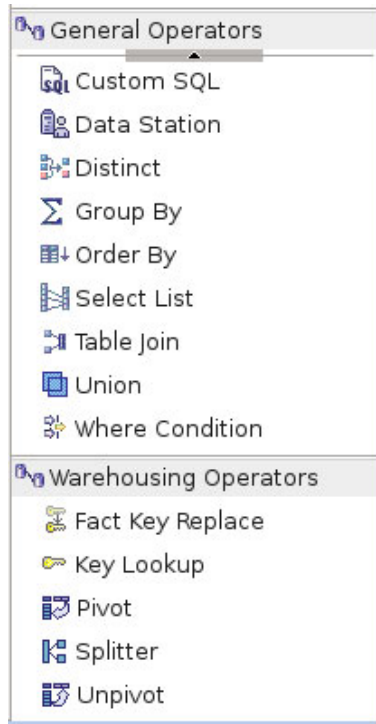 General Operators
SQL Custom SQL
Data Station
Distinct
Group By
Order By
Select List
Table Join
Union
Where Condition
Warehousing Operators
Fact Key Replace
Key Lookup
Pivot
Splitter
Unpivot